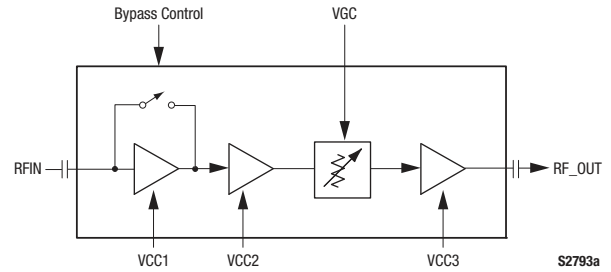 Bypass Control
VGC
RFIN
RF_OUT
VCC1
VCC2
VCC3
S2793a